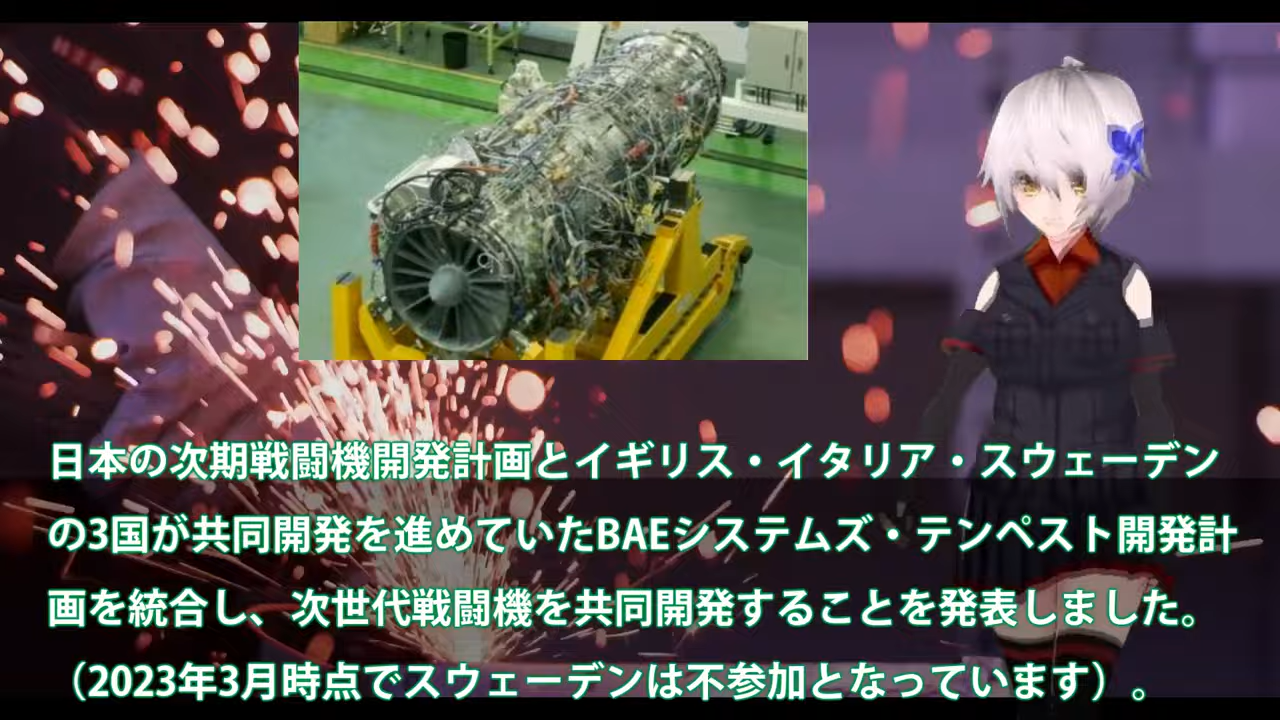 日本の次期戦闘機開発計画とイギリス・イタリア・スウェーデン
の3国が共同開発を進めていたBAEシステムズ・テンペスト開発計
画を統合し、次世代戦闘機を共同開発することを発表しました。
（2023年3月時点でスウェーデンは不参加となっています）。